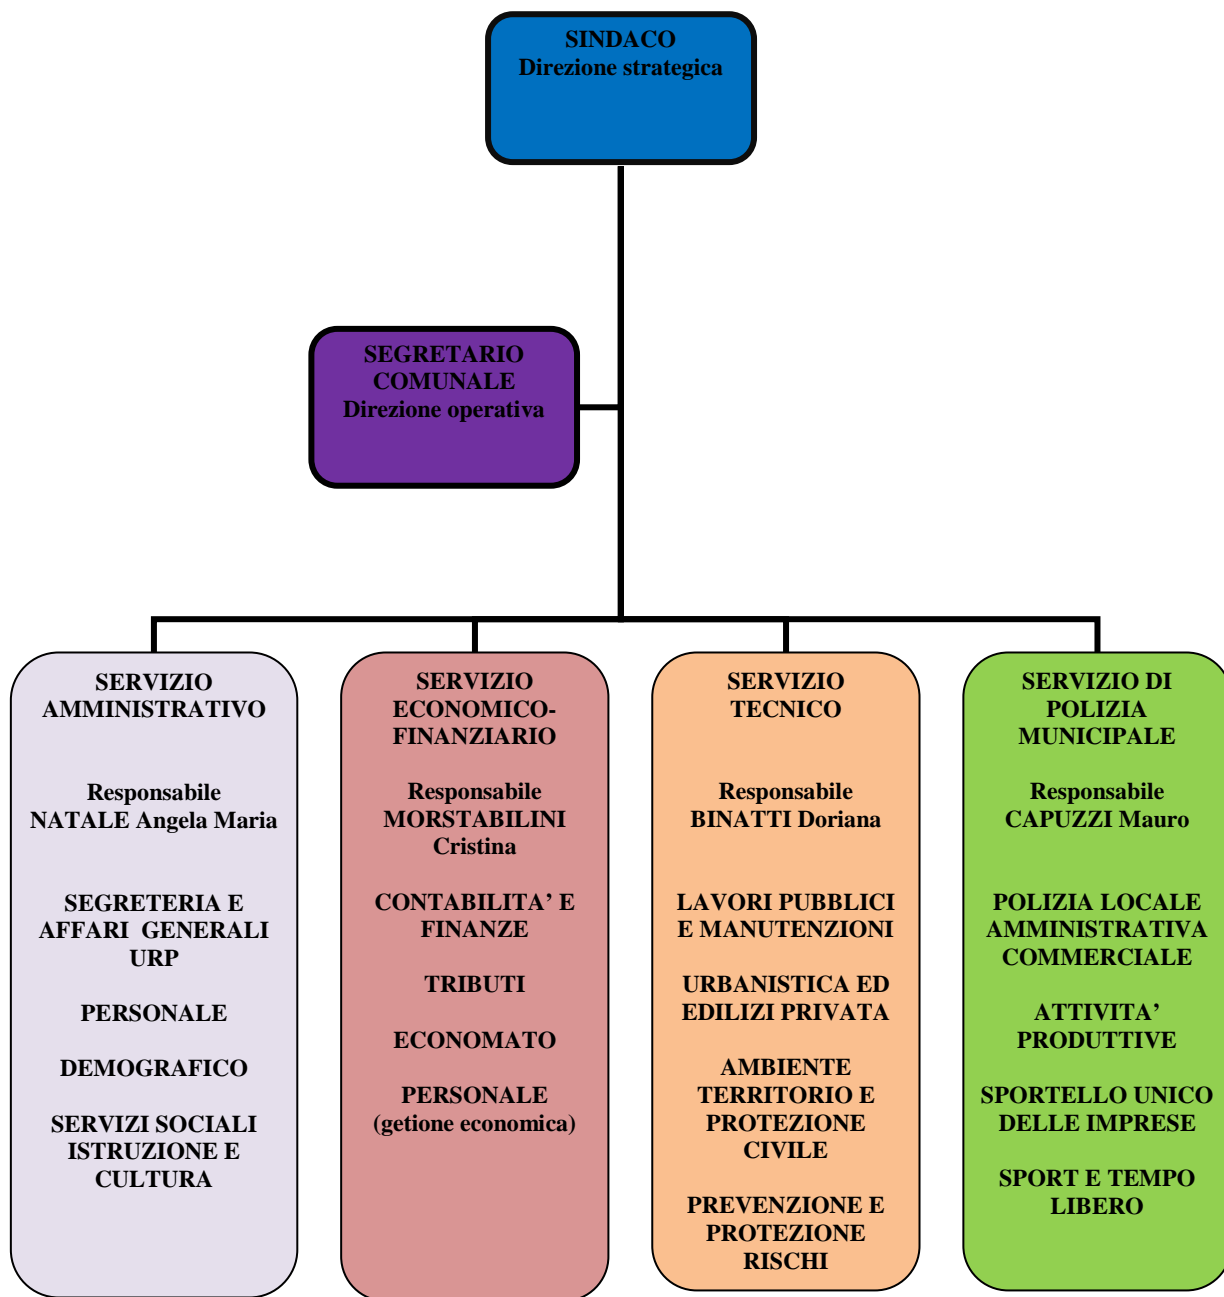 SINDACO
Direzione strategica
SEGRETARIO
COMUNALE
Direzione operativa
SERVIZIO
AMMINISTRATIVO
Responsabile
NATALE Angela Maria
SEGRETERIA E
AFFARI GENERALI
URP
PERSONALE
DEMOGRAFICO
SERVIZI SOCIALI
ISTRUZIONE E
CULTURA
SERVIZIO
ECONOMICO-
FINANZIARIO
Responsabile
MORSTABILINI
Cristina
CONTABILITA’ E
FINANZE
TRIBUTI
ECONOMATO
PERSONALE
(getione economica)
SERVIZIO
TECNICO
Responsabile
BINATTI Doriana
LAVORI PUBBLICI
E MANUTENZIONI
URBANISTICA ED
EDILIZI PRIVATA
AMBIENTE
TERRITORIO E
PROTEZIONE
CIVILE
PREVENZIONE E
PROTEZIONE
RISCHI
SERVIZIO DI
POLIZIA
MUNICIPALE
Responsabile
CAPUZZI Mauro
POLIZIA LOCALE
AMMINISTRATIVA
COMMERCIALE
ATTIVITA’
PRODUTTIVE
SPORTELLO UNICO
DELLE IMPRESE
SPORT E TEMPO
LIBERO